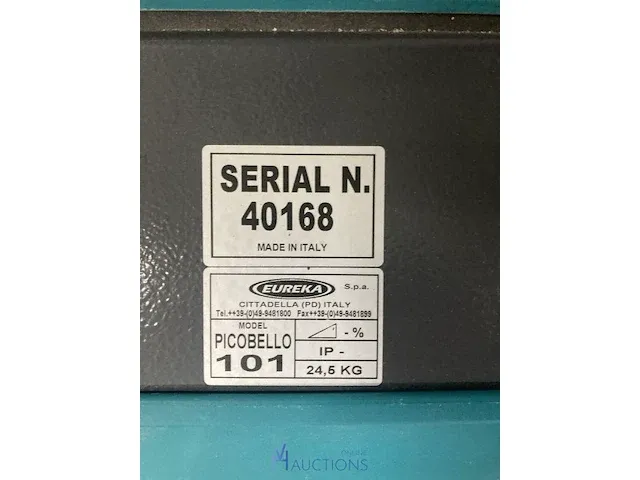 SERIAL N.
40168
MADE IN ITALY
EUREKA S.p.a.
CITTADELLA (PD) ITALY
Tel.++39-(0)49-9481800 Fax++39-(0)49-9481899
MODEL
PICOBELLO
101
- %
IP -
24,5 KG
AUCTIONS